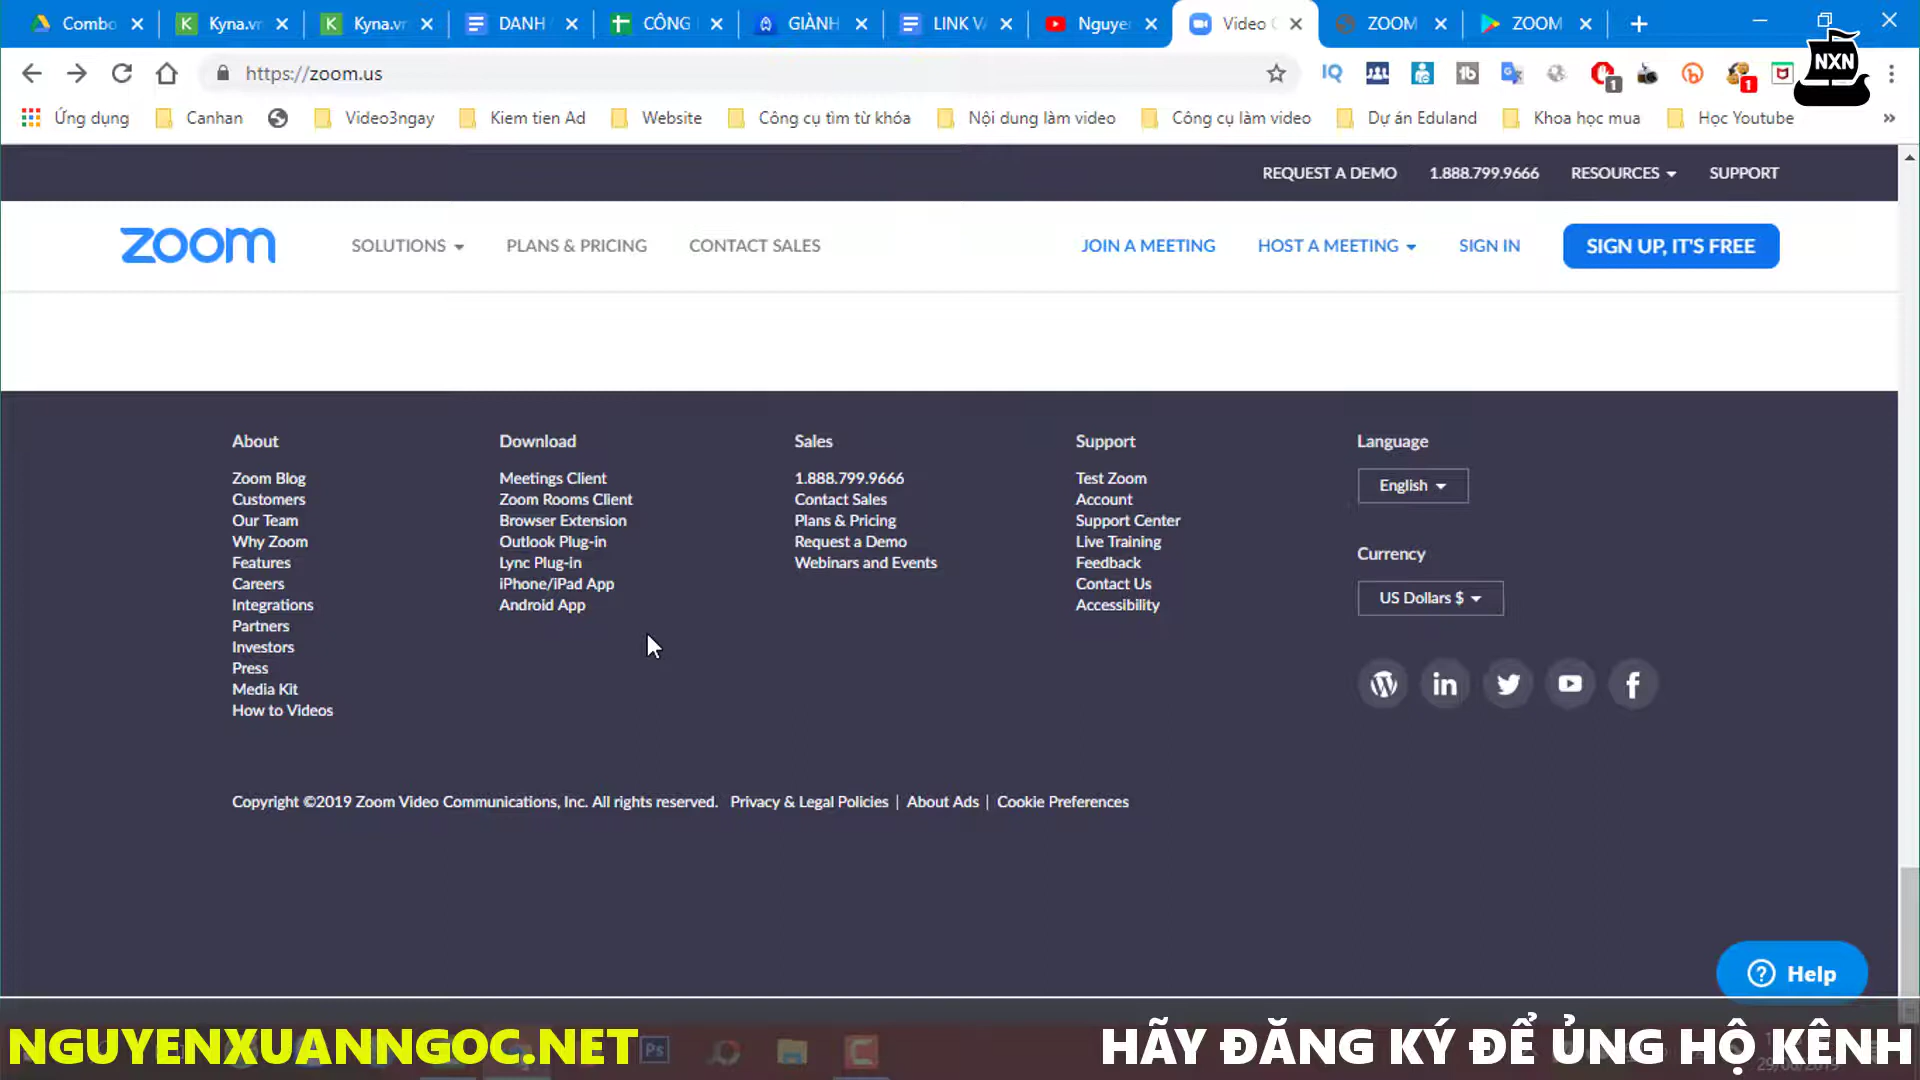 Combo
Kyna.vn
Kyna.vn
DANH
CÔNG
GIÀNH
LINK V
Nguye
Video
ZOOM
ZOOM
https://zoom.us
IQ
1
1
NXN
Ứng dụng
Canhan
Video3ngay
Kiem tien Ad
Website
Công cụ tìm từ khóa
Nội dung làm video
Công cụ làm video
Dự án Eduland
Khoa học mua
Học Youtube
REQUEST A DEMO
1.888.799.9666
RESOURCES
SUPPORT
zoom
SOLUTIONS
PLANS & PRICING
CONTACT SALES
JOIN A MEETING
HOST A MEETING
SIGN IN
SIGN UP, IT'S FREE
About
Zoom Blog
Customers
Our Team
Why Zoom
Features
Careers
Integrations
Partners
Investors
Press
Media Kit
How to Videos
Download
Meetings Client
Zoom Rooms Client
Browser Extension
Outlook Plug-in
Lync Plug-in
iPhone/iPad App
Android App
Sales
1.888.799.9666
Contact Sales
Plans & Pricing
Request a Demo
Webinars and Events
Support
Test Zoom
Account
Support Center
Live Training
Feedback
Contact Us
Accessibility
Language
English
Currency
US Dollars $
Copyright ©2019 Zoom Video Communications, Inc. All rights reserved. Privacy & Legal Policies | About Ads | Cookie Preferences
Help
NGUYENXUANNGOC.NET
Ps
HÃY ĐĂNG KÝ ĐỂ ỦNG HỘ KÊNH